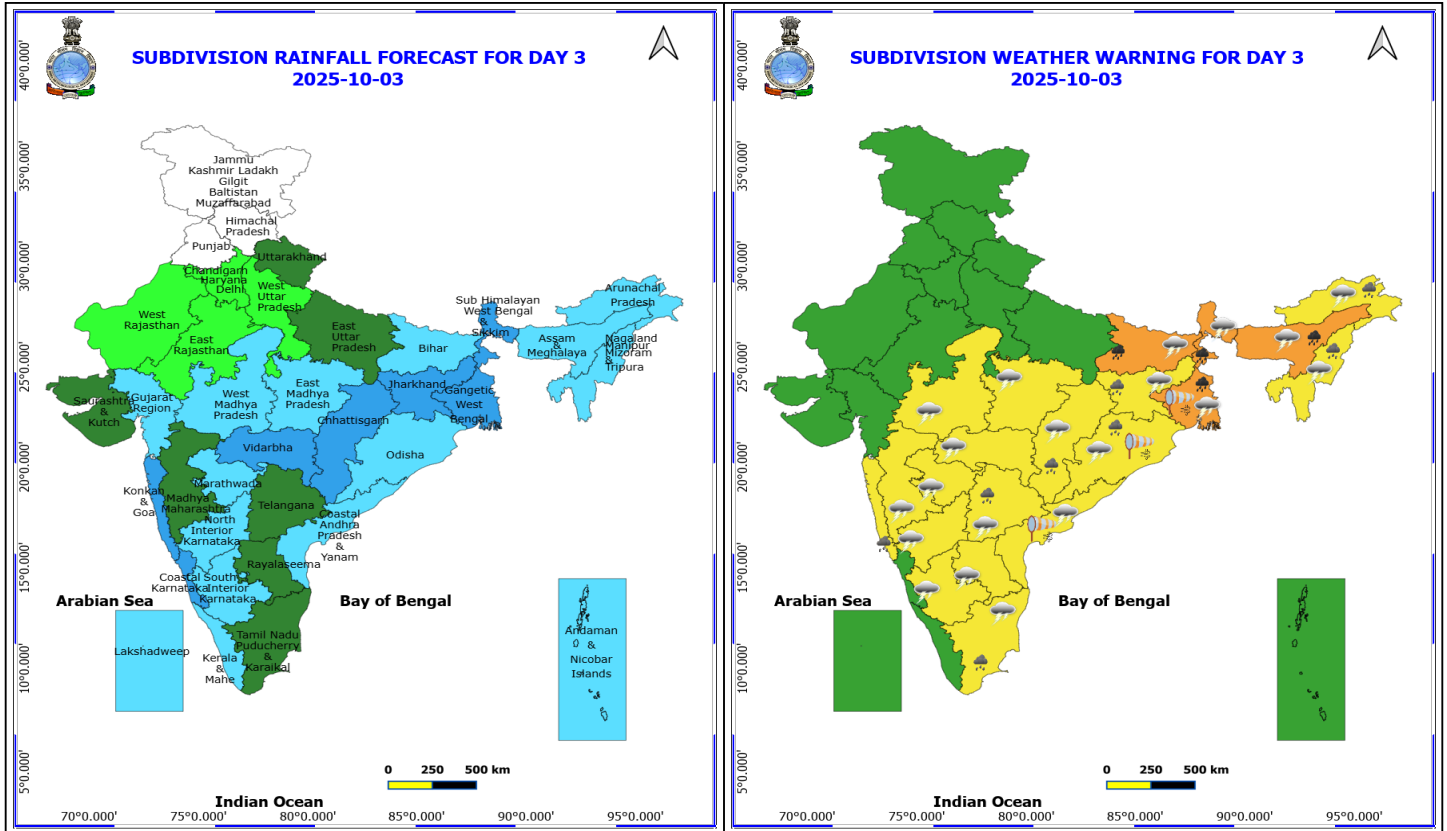 SUBDIVISION RAINFALL FORECAST FOR DAY 3
2025-10-03
40°0.000'
35°0.000'
30°0.000'
25°0.000'
20°0.000'
15°0.000'
10°0.000'
5°0.000'
Jammu
Kashmir Ladakh
Gilgit
Baltistan
Muzaffarabad
Himachal
Pradesh
Punjab
Uttarakhand
Chandigarh
Haryana
Delhi
West
Uttar
Pradesh
West
Rajasthan
East
Rajasthan
East
Uttar
Pradesh
Sub Himalayan
West Bengal
&
Sikkim
Arunachal
Pradesh
Assam
&
Meghalaya
Nagaland
Manipur
Mizoram
&
Tripura
Bihar
Saurashtra
&
Kutch
Gujarat
Region
West
Madhya
Pradesh
East
Madhya
Pradesh
Jharkhand
Gangetic
West
Bengal
Chhattisgarh
Vidarbha
Odisha
Konkan
&
Goa
Madhya
Maharashtra
Marathwada
Telangana
North
Interior
Karnataka
Coastal
Andhra
Pradesh
&
Yanam
Rayalaseema
Coastal
Karnataka
South
Interior
Karnataka
Arabian Sea
Bay of Bengal
Lakshadweep
Kerala
&
Mahe
Tamil Nadu
Puducherry
&
Karaikal
Andaman
&
Nicobar
Islands
0 250 500 km
Indian Ocean
70°0.000' 75°0.000' 80°0.000' 85°0.000' 90°0.000' 95°0.000'
SUBDIVISION WEATHER WARNING FOR DAY 3
2025-10-03
40°0.000'
35°0.000'
30°0.000'
25°0.000'
20°0.000'
15°0.000'
10°0.000'
5°0.000'
Arabian Sea
Bay of Bengal
0 250 500 km
Indian Ocean
70°0.000' 75°0.000' 80°0.000' 85°0.000' 90°0.000' 95°0.000'